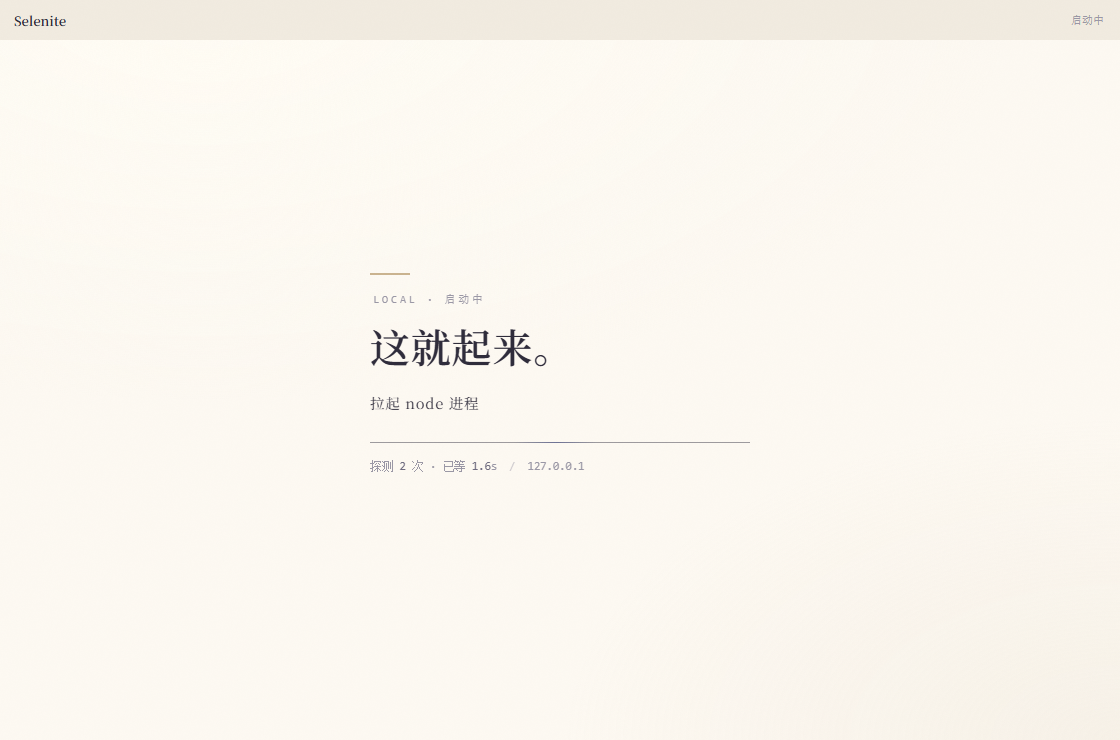 Selenite
启动中
LOCAL · 启动中
这就起来。
拉起 node 进程
探测 2 次 · 已等 1.6s / 127.0.0.1